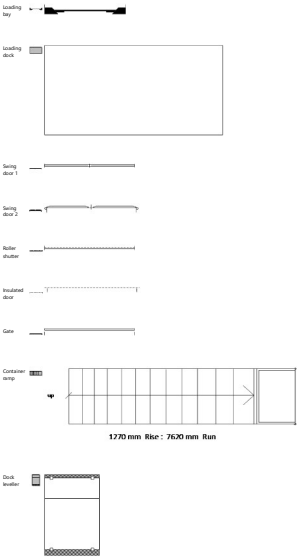 Loading
bay
Loading
dock
Swing
door 1
Swing
door 2
Roller
shutter
Insulated
door
Gate
Container
ramp
up
1270 mm Rise : 7620 mm Run
Dock
leveller